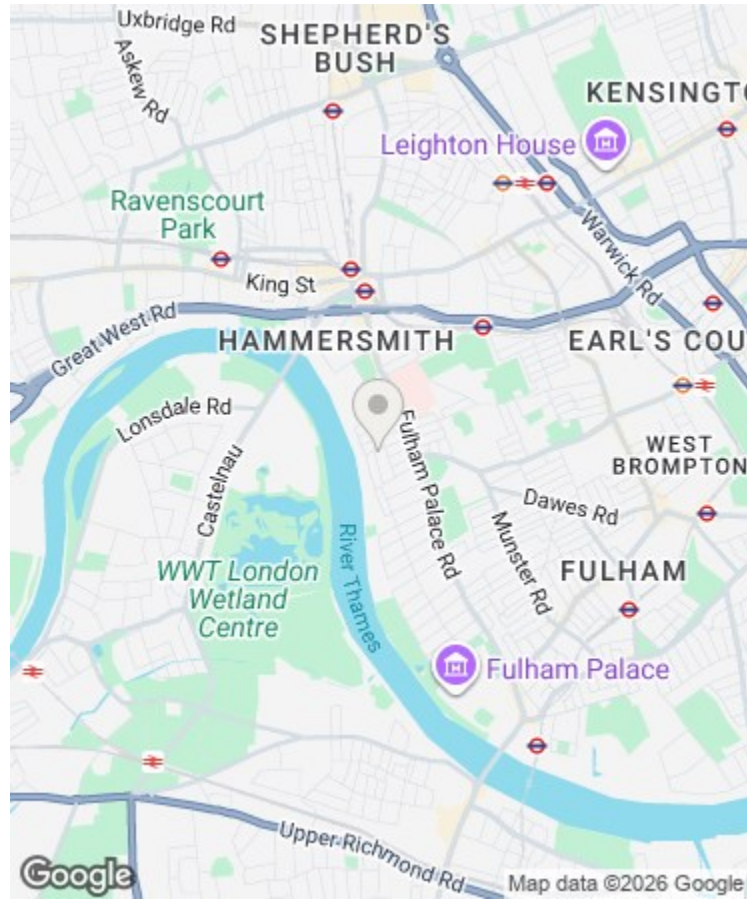 Uxbridge Rd
SHEPHERD'S
BUSH
Askew Rd
KENSINGTO
Leighton House
Ravenscourt
Park
Warwick Rd
King St
Great West Rd
HAMMERSMITH
EARL'S COU
Lonsdale Rd
Castelnau
Fulham Palace Rd
WEST
BROMPTON
Dawes Rd
Munster Rd
River Thames
WWT London
Wetland
Centre
FULHAM
Fulham Palace
Upper Richmond Rd
Google
Map data ©2026 Google